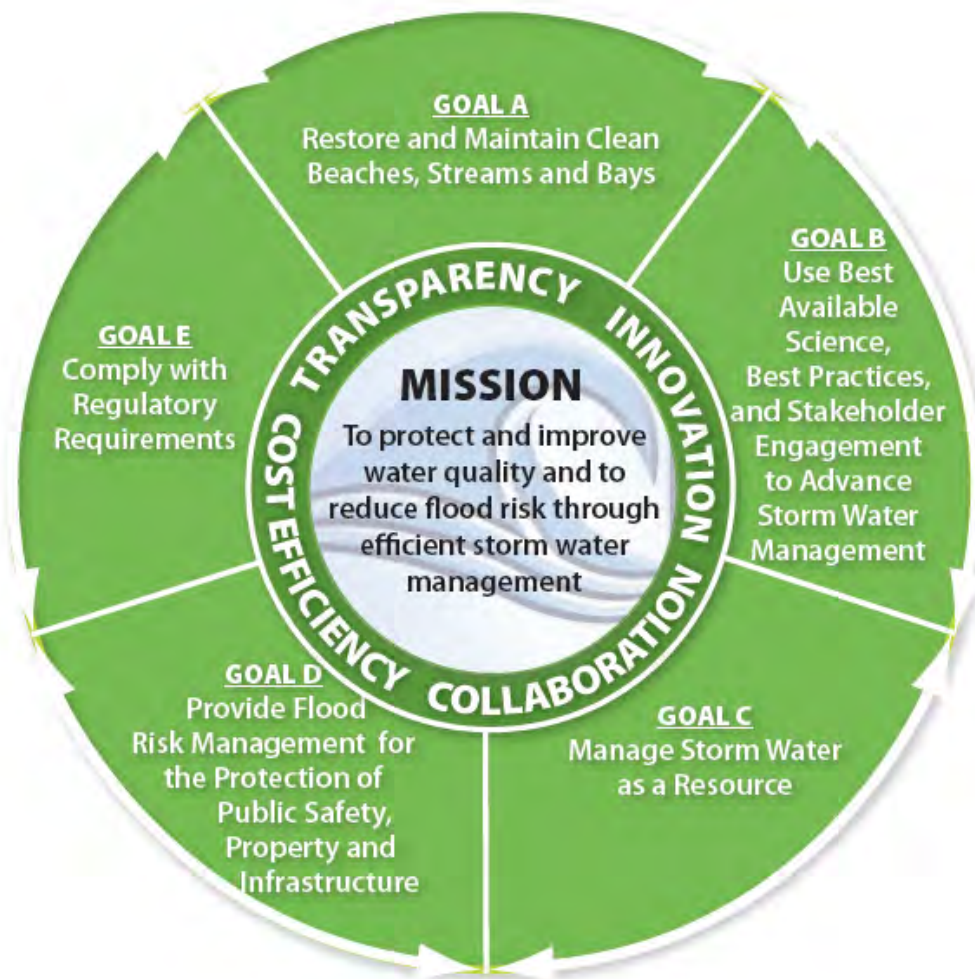 GOAL A
Restore and Maintain Clean
Beaches, Streams and Bays
GOAL B
Use Best
Available
Science,
Best Practices,
and Stakeholder
Engagement
to Advance
Storm Water
Management
GOAL C
Manage Storm Water
as a Resource
GOAL D
Provide Flood
Risk Management for
the Protection of
Public Safety,
Property and
Infrastructure
GOAL E
Comply with
Regulatory
Requirements
TRANSPARENCY
INNOVATION
COLLABORATION
COST EFFICIENCY
MISSION
To protect and improve
water quality and to
reduce flood risk through
efficient storm water
management